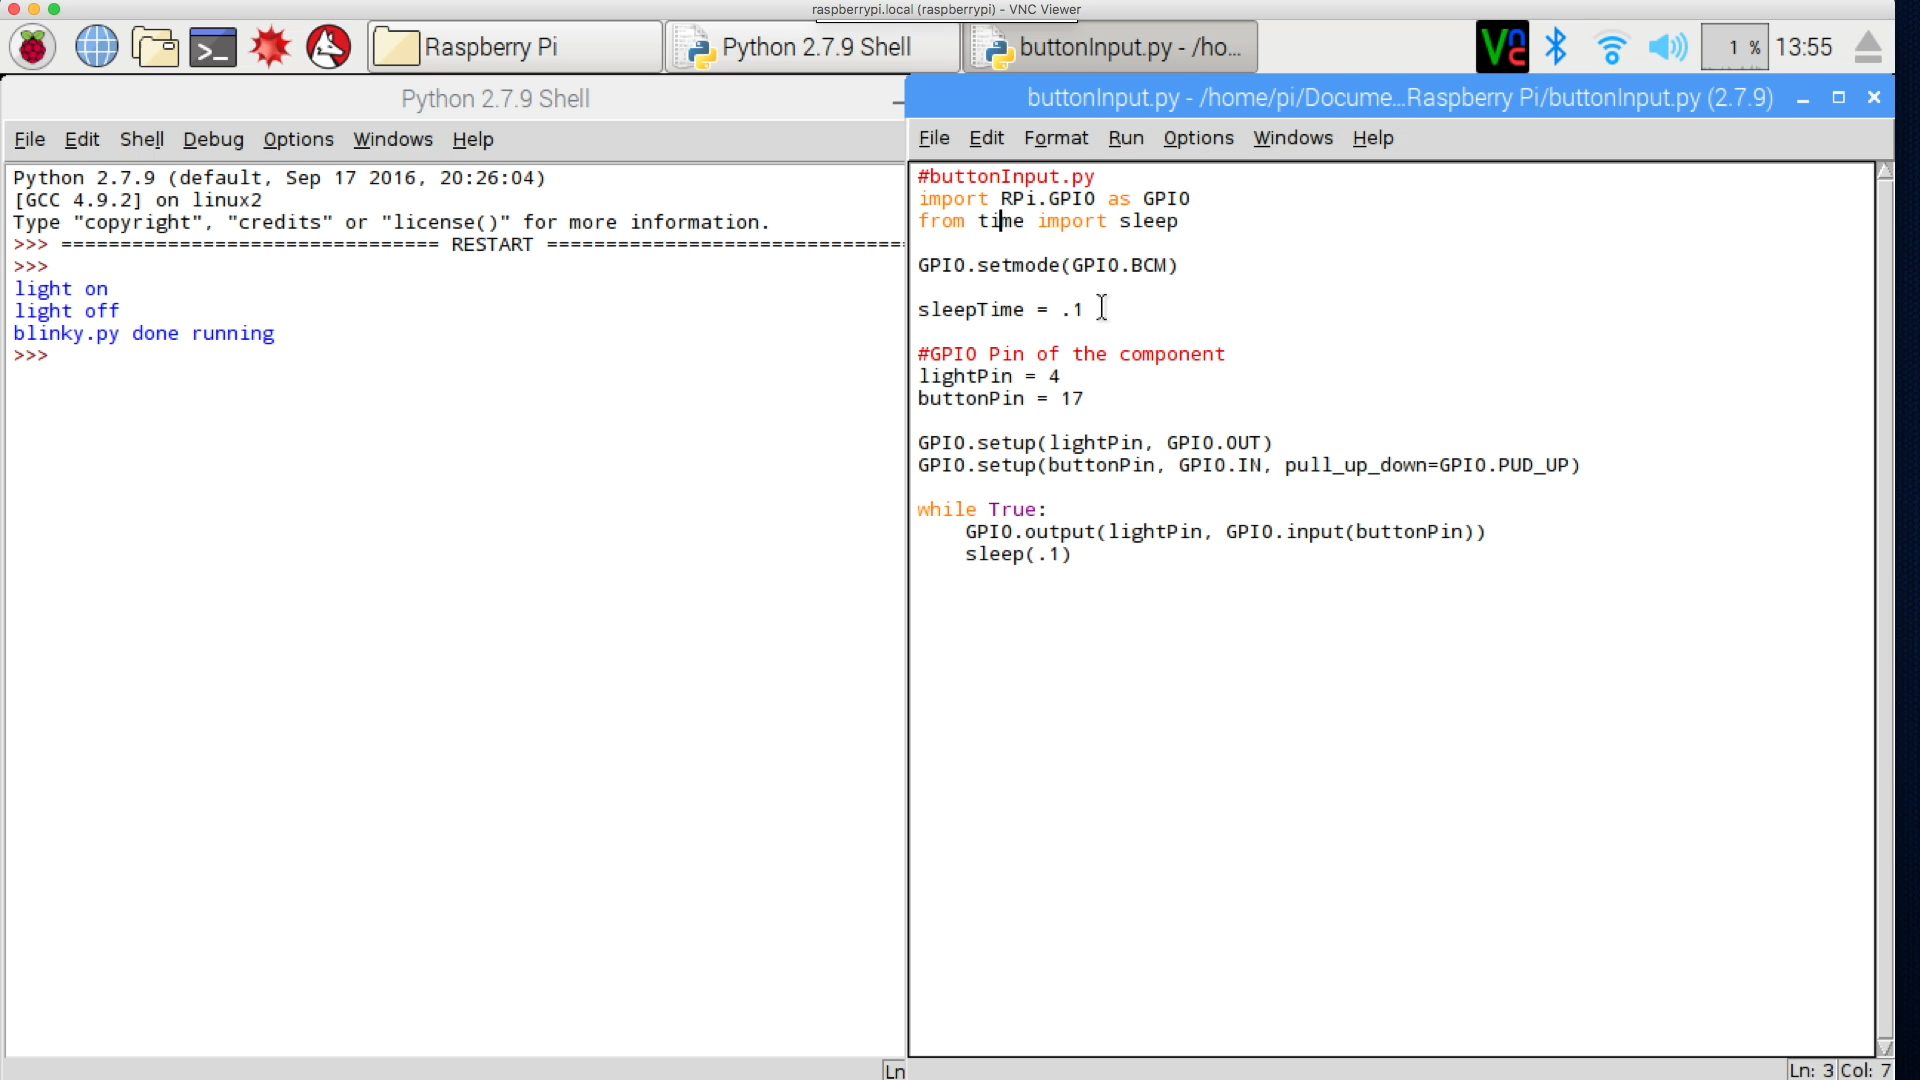 raspberrypi.local (raspberrypi) - VNC Viewer
Raspberry Pi
Python 2.7.9 Shell
buttonInput.py - /ho...
1 %
13:55
Python 2.7.9 Shell
File Edit Shell Debug Options Windows Help
Python 2.7.9 (default, Sep 17 2016, 20:26:04)
[GCC 4.9.2] on linux2
Type "copyright", "credits" or "license()" for more information.
>>> ================================ RESTART ==============================
>>>
light on
light off
blinky.py done running
>>>
Ln
buttonInput.py - /home/pi/Docume...Raspberry Pi/buttonInput.py (2.7.9)
File Edit Format Run Options Windows Help
#buttonInput.py
import RPi.GPIO as GPIO
from time import sleep
GPIO.setmode(GPIO.BCM)
sleepTime = .1
#GPIO Pin of the component
lightPin = 4
buttonPin = 17
GPIO.setup(lightPin, GPIO.OUT)
GPIO.setup(buttonPin, GPIO.IN, pull_up_down=GPIO.PUD_UP)
while True:
    GPIO.output(lightPin, GPIO.input(buttonPin))
    sleep(.1)
Ln: 3 Col: 7